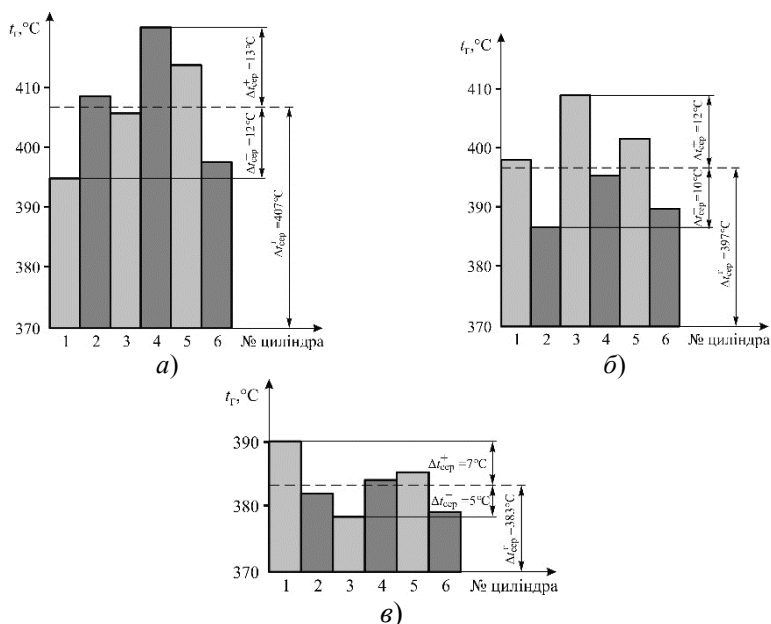 t_г, °C
410
400
390
380
370
1 2 3 4 5 6 № циліндра
Δt⁺_сер–13°C
Δt⁻_сер–12°C
Δt^г_сер=407°C
а)
t_г, °C
410
400
390
380
370
1 2 3 4 5 6 № циліндра
Δt⁺_сер=12°C
Δt⁻_сер=10°C
Δt^г_сер–397°C
б)
t_г, °C
390
380
370
1 2 3 4 5 6 № циліндра
Δt⁺_сер=7°C
Δt⁻_сер=5°C
Δt^г_сер–383°C
в)